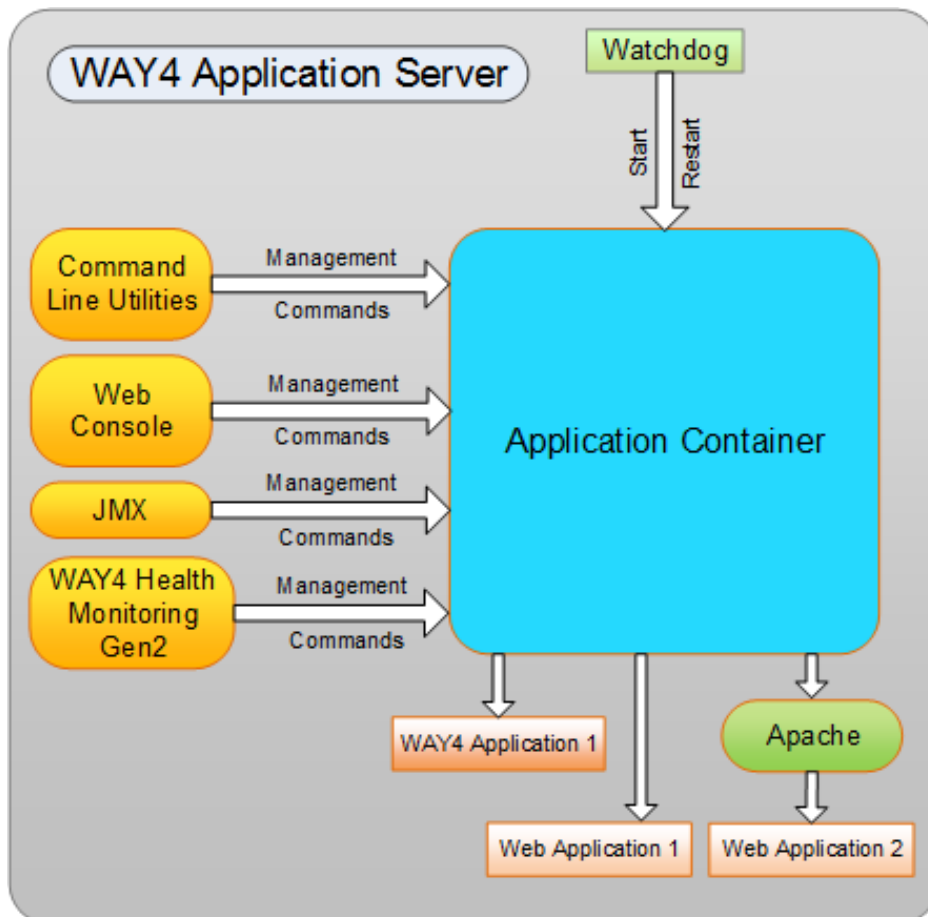 WAY4 Application Server
Watchdog
Start
Restart
Command
Line Utilities
Management
Commands
Web
Console
Management
Commands
JMX
Management
Commands
WAY4 Health
Monitoring
Gen2
Management
Commands
Application Container
WAY4 Application 1
Apache
Web Application 1
Web Application 2